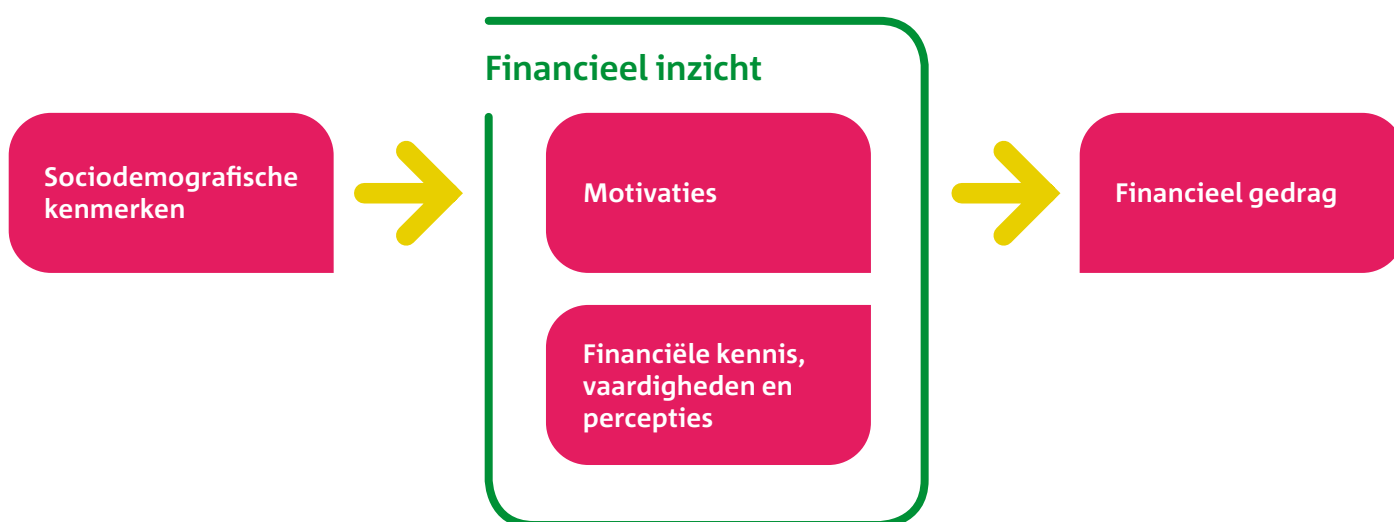 Financieel inzicht
Sociodemografische
kenmerken
Motivaties
Financieel gedrag
Financiële kennis,
vaardigheden en
percepties